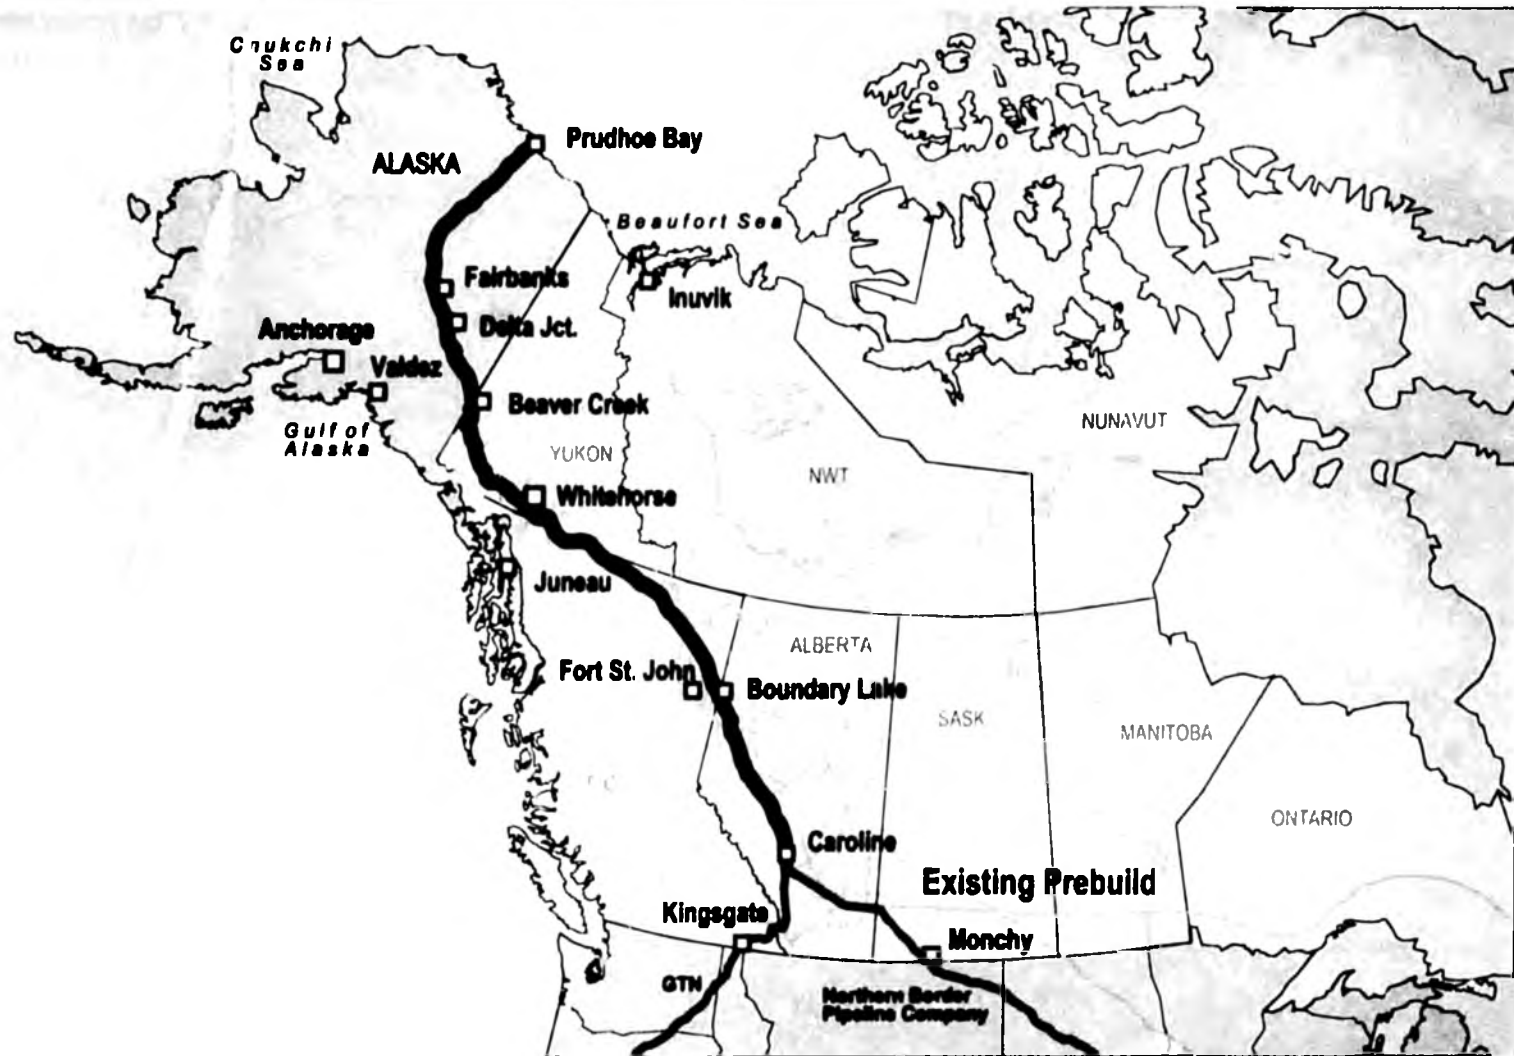 Chukchi
Sea
Prudhoe Bay
ALASKA
Beaufort Sea
Fairbanks
Inuvik
Delta Jct.
Anchorage
Valdez
Beaver Creek
Gulf of
Alaska
NUNAVUT
YUKON
NWT
Whitehorse
Juneau
ALBERTA
Fort St. John
Boundary Lake
SASK
MANITOBA
ONTARIO
Caroline
Existing Prebuild
Kingsgate
Monchy
GTN
Northern Border
Pipeline Company